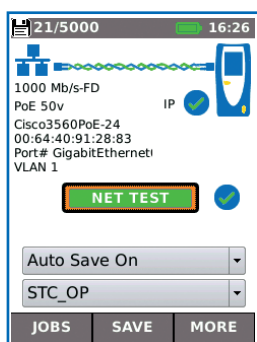 21/5000 16:26
1000 Mb/s-FD
PoE 50v IP
Cisco3560PoE-24
00:64:40:91:28:83
Port# GigabitEthernet
VLAN 1
NET TEST
Auto Save On
STC_OP
JOBS SAVE MORE